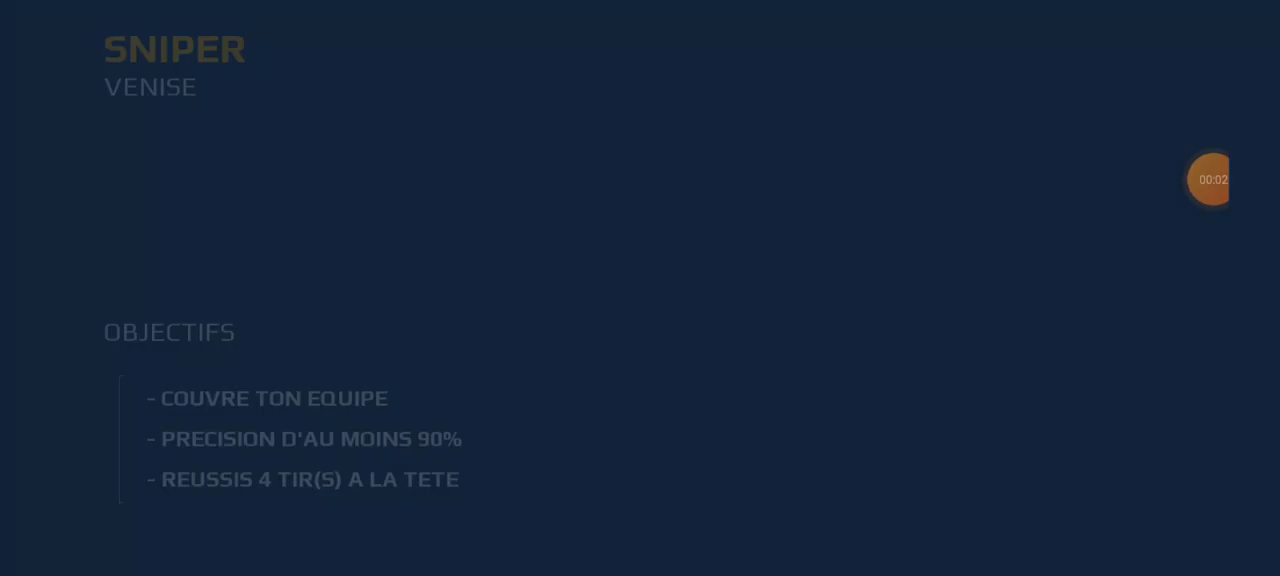 SNIPER
VENISE
00:02
OBJECTIFS
- COUVRE TON EQUIPE
- PRECISION D'AU MOINS 90%
- REUSSIS 4 TIR(S) A LA TETE